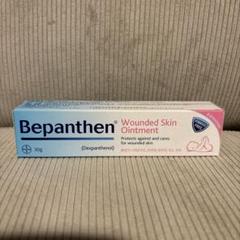 Bepanthen®
(Dexpanthenol)
30g
Wounded Skin
Ointment
Protects against and cares
for wounded skin